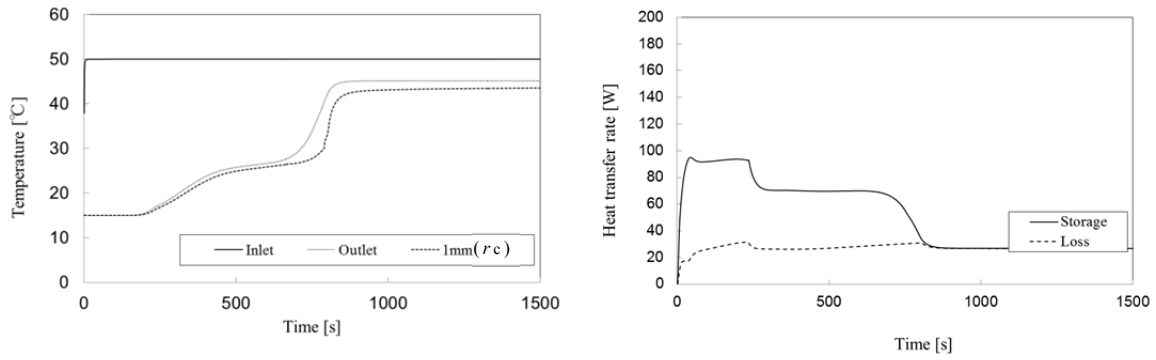 60
50
40
30
20
10
0
Temperature [℃]
Inlet
Outlet
1mm(rc)
0
500
1000
1500
Time [s]
200
180
160
140
120
100
80
60
40
20
0
Heat transfer rate [W]
Storage
Loss
0
500
1000
1500
Time [s]